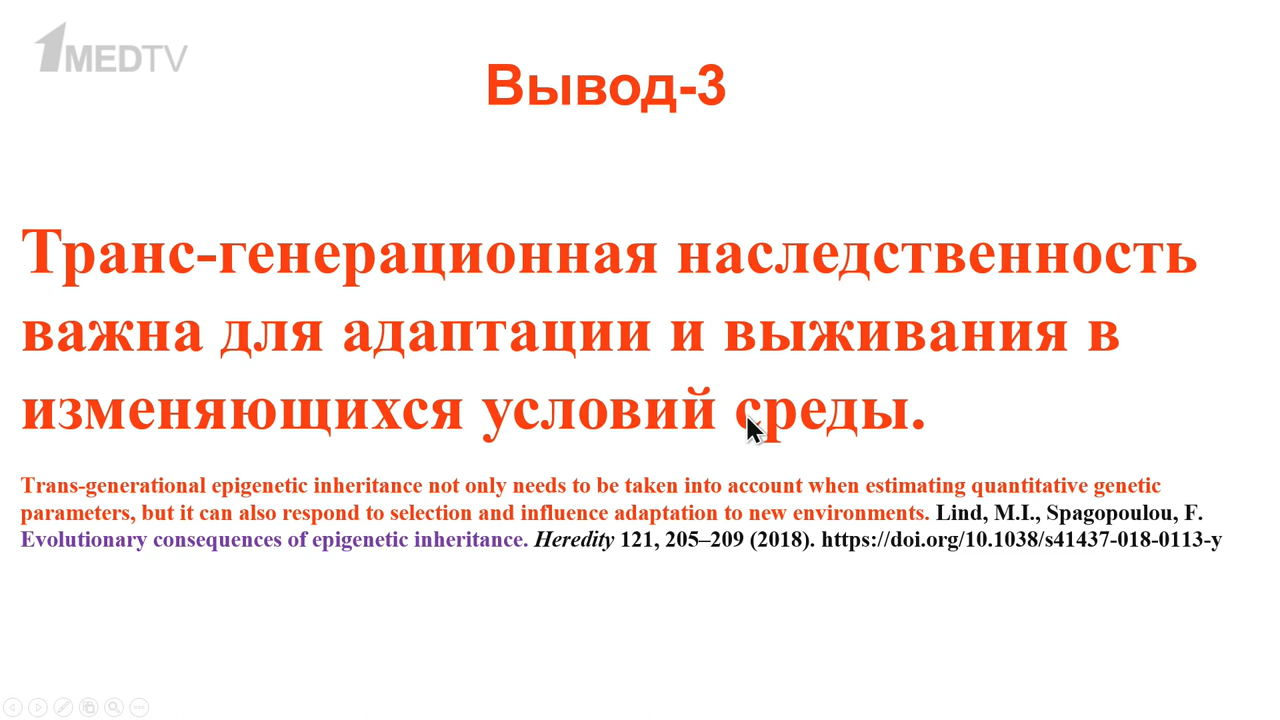 1MEDTV
Вывод-3
Транс-генерационная наследственность
важна для адаптации и выживания в
изменяющихся условий среды.
Trans-generational epigenetic inheritance not only needs to be taken into account when estimating quantitative genetic
parameters, but it can also respond to selection and influence adaptation to new environments. Lind, M.I., Spagopoulou, F.
Evolutionary consequences of epigenetic inheritance. Heredity 121, 205–209 (2018). https://doi.org/10.1038/s41437-018-0113-y